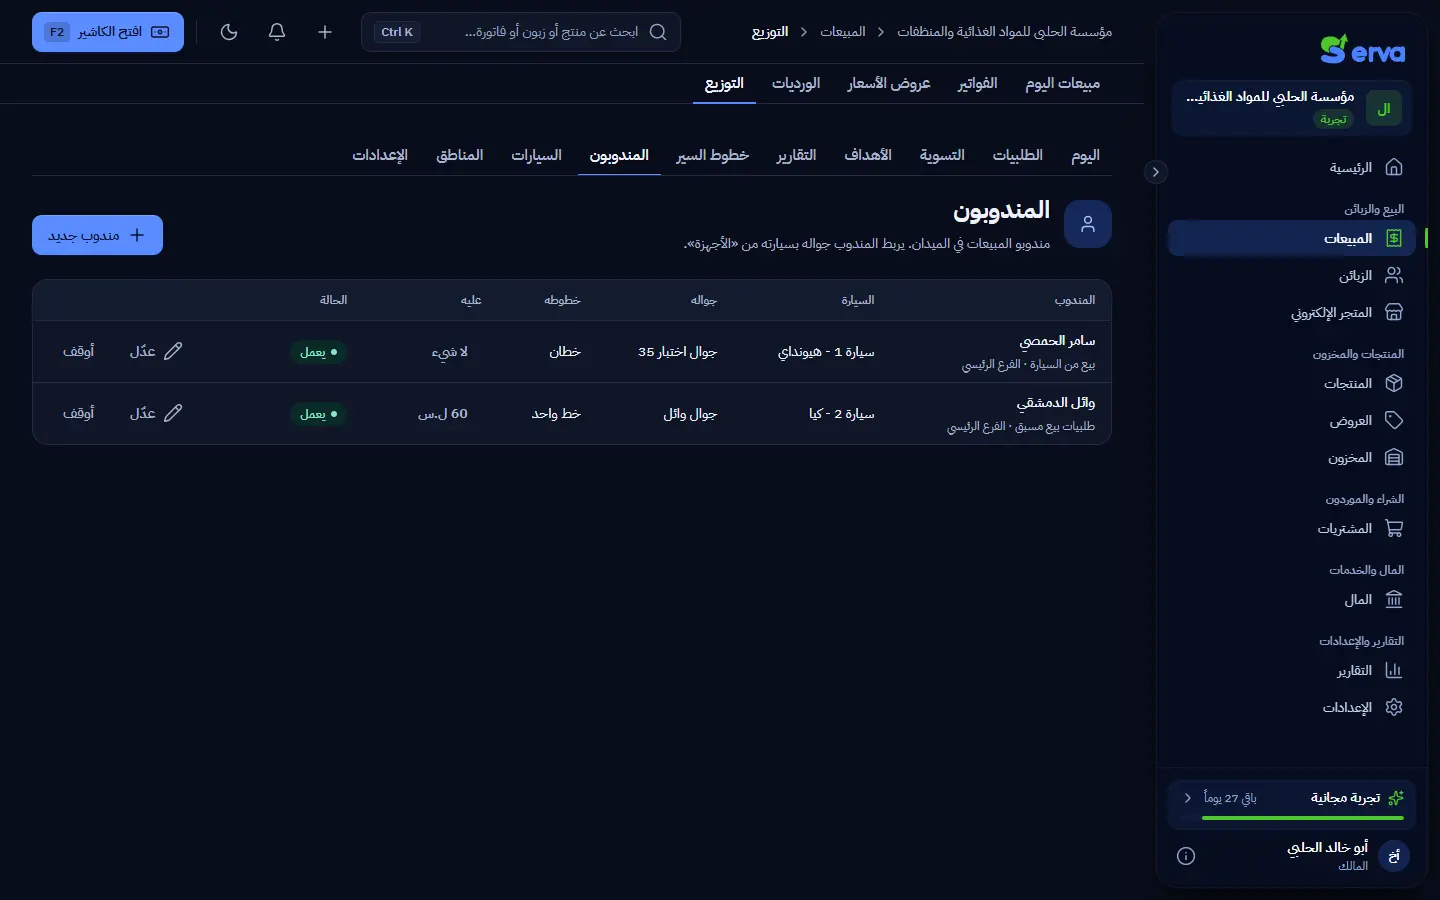 Serva
مؤسسة الحلبي للمواد الغذائي...
ال
تجربة
الرئيسية
البيع والزبائن
المبيعات
الزبائن
المتجر الإلكتروني
المنتجات والمخزون
المنتجات
العروض
المخزون
الشراء والموردون
المشتريات
المال والخدمات
المال
التقارير والإعدادات
التقارير
الإعدادات
تجربة مجانية باقي 27 يوماً
أخ
أبو خالد الحلبي
المالك
مؤسسة الحلبي للمواد الغذائية والمنظفات المبيعات التوزيع
ابحث عن منتج أو زبون أو فاتورة... Ctrl K
افتح الكاشير F2
مبيعات اليوم الفواتير عروض الأسعار الورديات التوزيع
اليوم الطلبيات التسوية الأهداف التقارير خطوط السير المندوبون السيارات المناطق الإعدادات
المندوبون
مندوبو المبيعات في الميدان. يربط المندوب جواله بسيارته من «الأجهزة».
مندوب جديد
المندوب السيارة جواله خطوطه عليه الحالة
سامر الحمصي
بيع من السيارة · الفرع الرئيسي
سيارة 1 - هيونداي جوال اختبار 35 خطان لا شيء يعمل عدّل أوقف
وائل الدمشقي
طلبيات بيع مسبق · الفرع الرئيسي
سيارة 2 - كيا جوال وائل خط واحد 60 ل.س يعمل عدّل أوقف